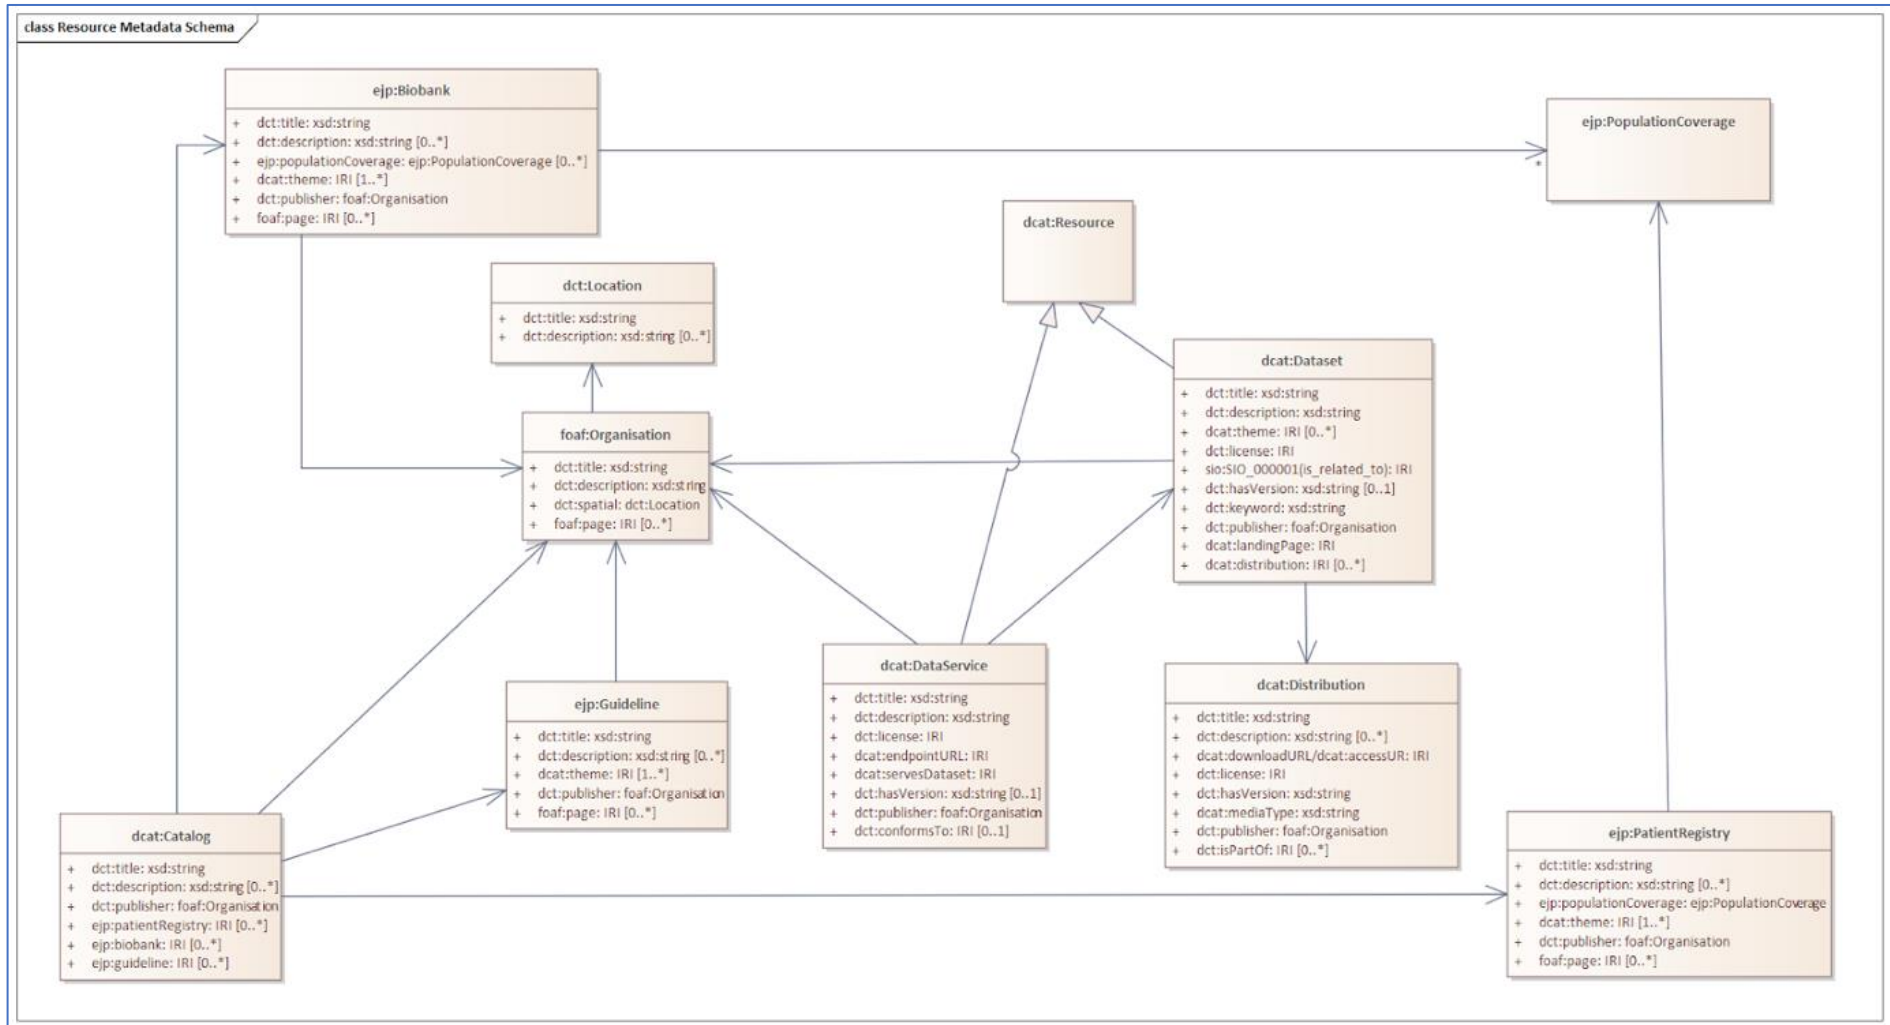 class Resource Metadata Schema
ejp:Biobank
+ dct:title: xsd:string
+ dct:description: xsd:string [0..*]
+ ejp:populationCoverage: ejp:PopulationCoverage [0..*]
+ dcat:theme: IRI [1..*]
+ dct:publisher: foaf:Organisation
+ foaf:page: IRI [0..*]
ejp:PopulationCoverage
*
dcat:Resource
dct:Location
+ dct:title: xsd:string
+ dct:description: xsd:string [0..*]
dcat:Dataset
+ dct:title: xsd:string
+ dct:description: xsd:string
+ dcat:theme: IRI [0..*]
+ dct:license: IRI
+ sio:SIO_000001(is_related_to): IRI
+ dct:hasVersion: xsd:string [0..1]
+ dct:keyword: xsd:string
+ dct:publisher: foaf:Organisation
+ dcat:landingPage: IRI
+ dcat:distribution: IRI [0..*]
foaf:Organisation
+ dct:title: xsd:string
+ dct:description: xsd:string
+ dct:spatial: dct:Location
+ foaf:page: IRI [0..*]
dcat:DataService
+ dct:title: xsd:string
+ dct:description: xsd:string
+ dct:license: IRI
+ dcat:endpointURL: IRI
+ dcat:servesDataset: IRI
+ dct:hasVersion: xsd:string [0..1]
+ dct:publisher: foaf:Organisation
+ dct:conformsTo: IRI [0..1]
dcat:Distribution
+ dct:title: xsd:string
+ dct:description: xsd:string [0..*]
+ dcat:downloadURL/dcat:accessUR: IRI
+ dct:license: IRI
+ dct:hasVersion: xsd:string
+ dcat:mediaType: xsd:string
+ dct:publisher: foaf:Organisation
+ dct:isPartOf: IRI [0..*]
ejp:Guideline
+ dct:title: xsd:string
+ dct:description: xsd:string [0..*]
+ dcat:theme: IRI [1..*]
+ dct:publisher: foaf:Organisation
+ foaf:page: IRI [0..*]
dcat:Catalog
+ dct:title: xsd:string
+ dct:description: xsd:string [0..*]
+ dct:publisher: foaf:Organisation
+ ejp:patientRegistry: IRI [0..*]
+ ejp:biobank: IRI [0..*]
+ ejp:guideline: IRI [0..*]
ejp:PatientRegistry
+ dct:title: xsd:string
+ dct:description: xsd:string [0..*]
+ ejp:populationCoverage: ejp:PopulationCoverage
+ dcat:theme: IRI [1..*]
+ dct:publisher: foaf:Organisation
+ foaf:page: IRI [0..*]